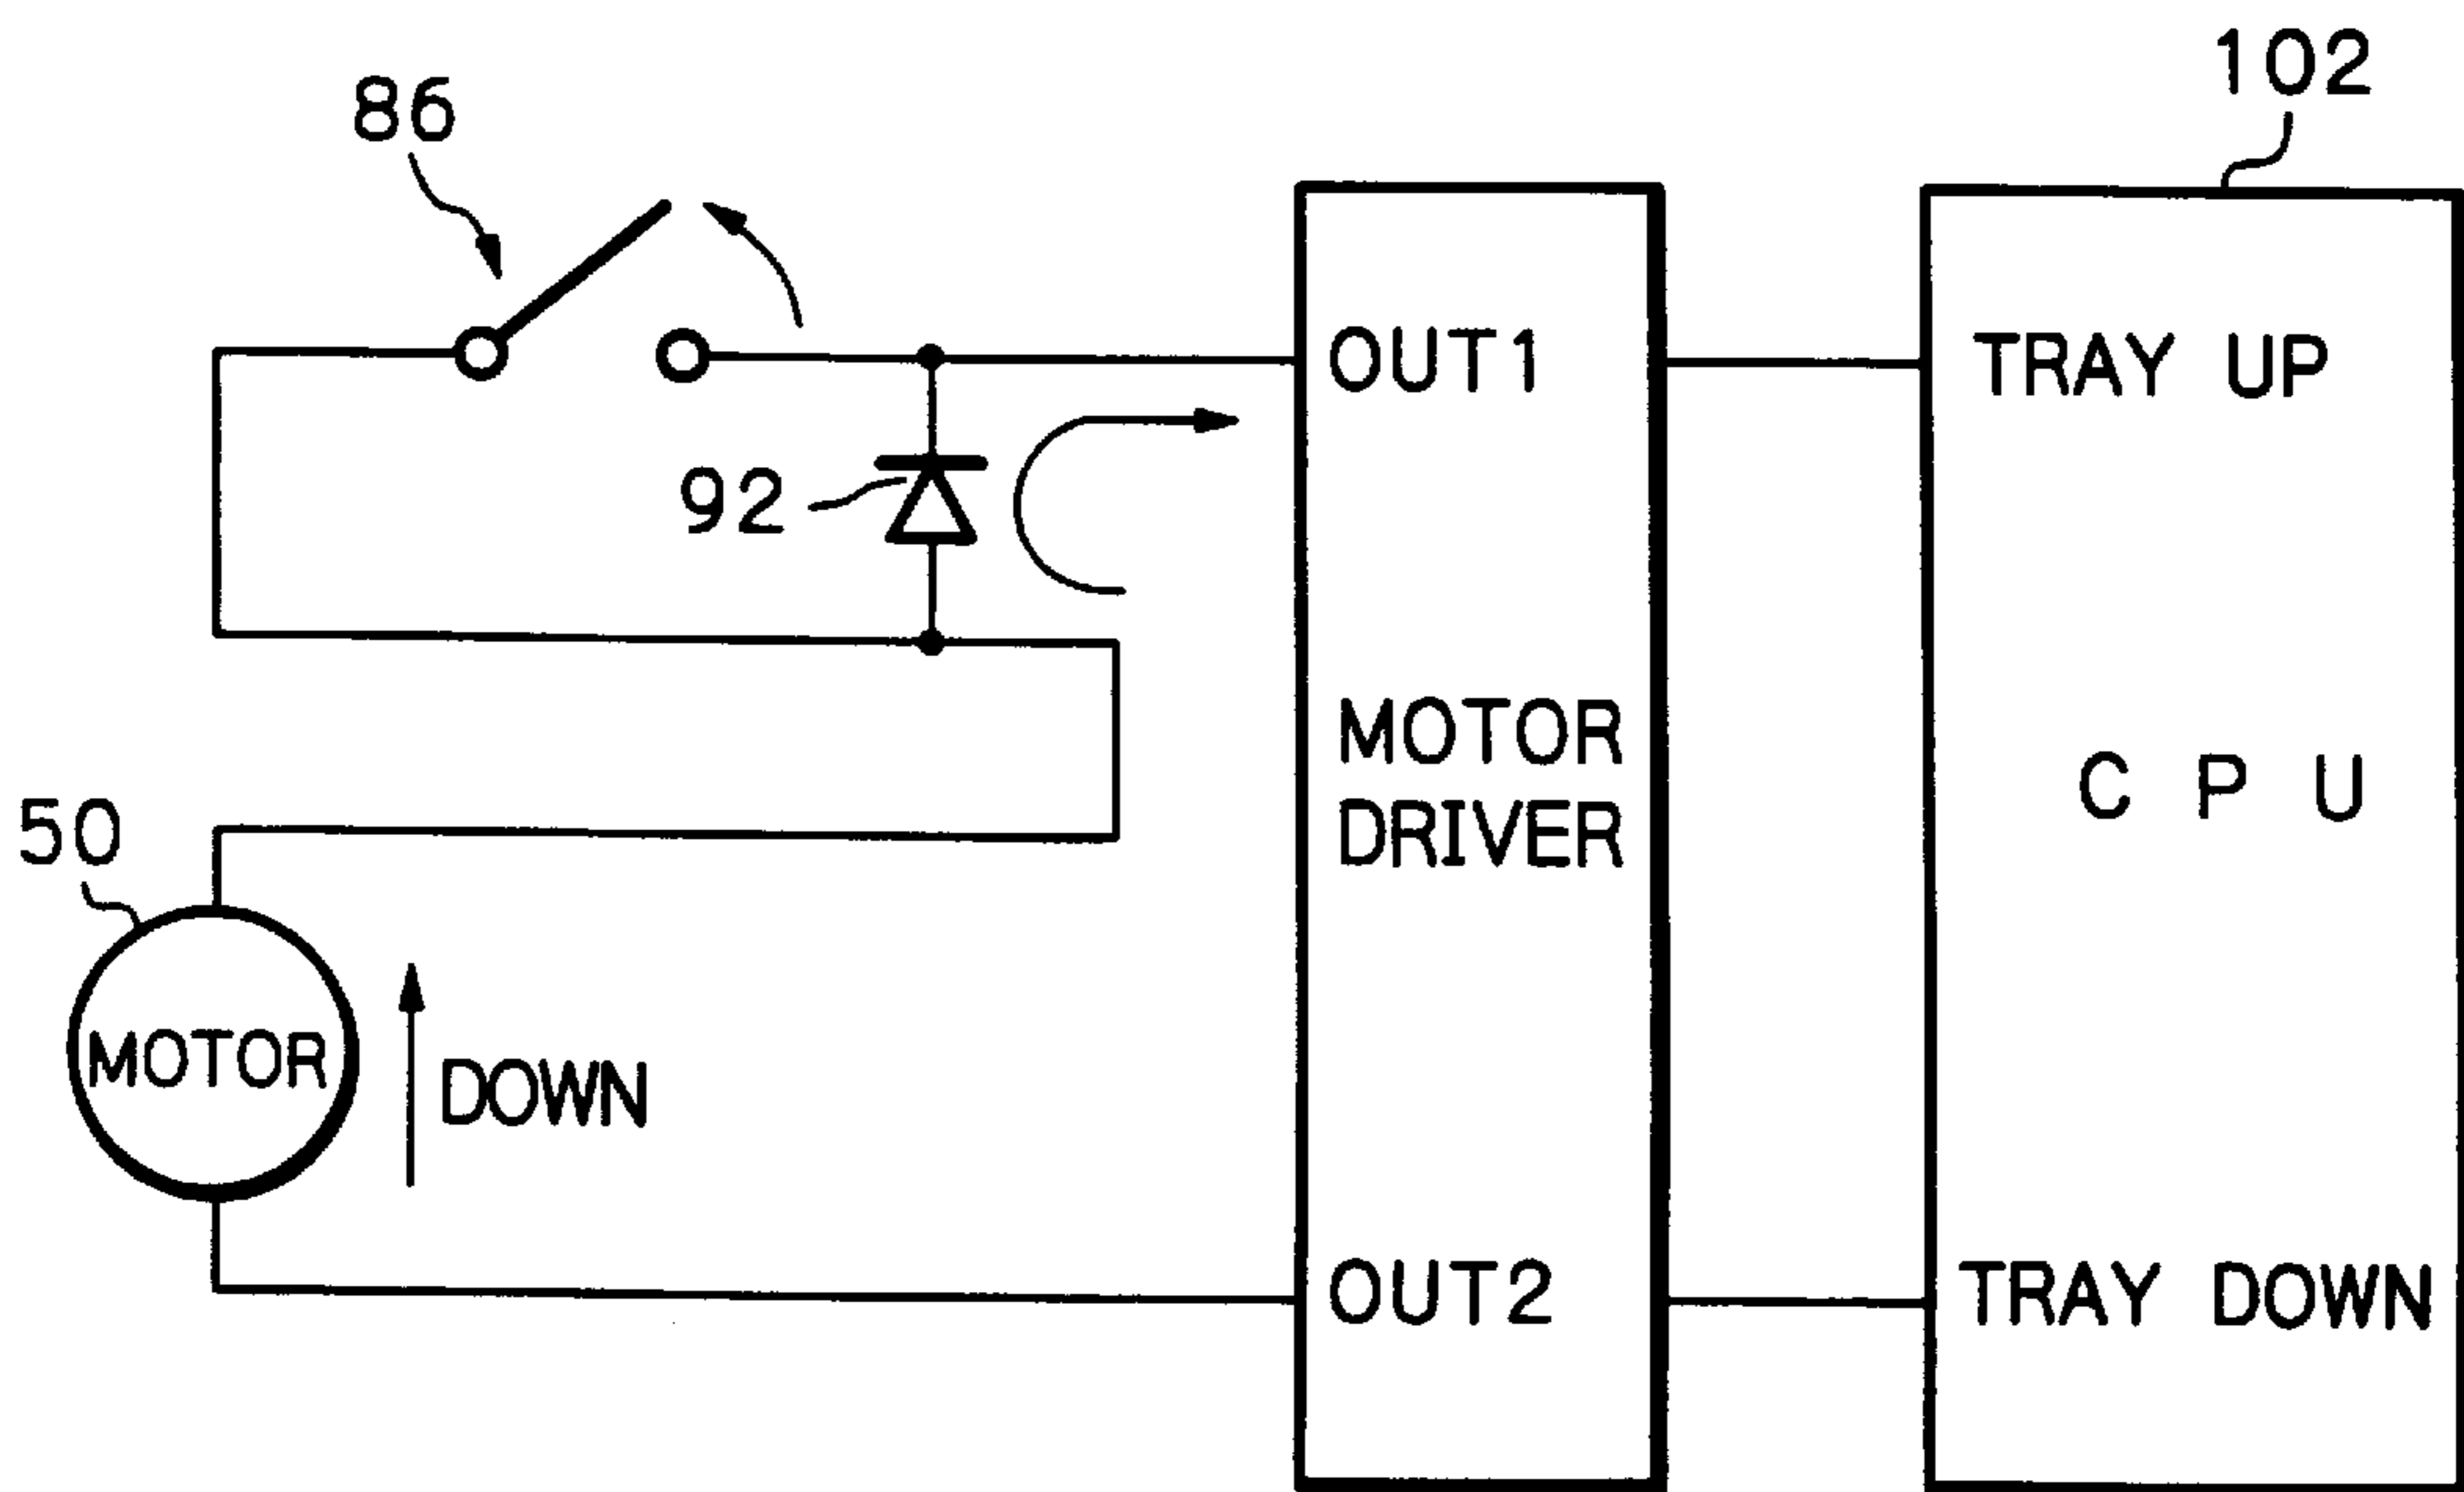 102
86
OUT1
TRAY UP
92
MOTOR
DRIVER
C P U
50
MOTOR
DOWN
OUT2
TRAY DOWN